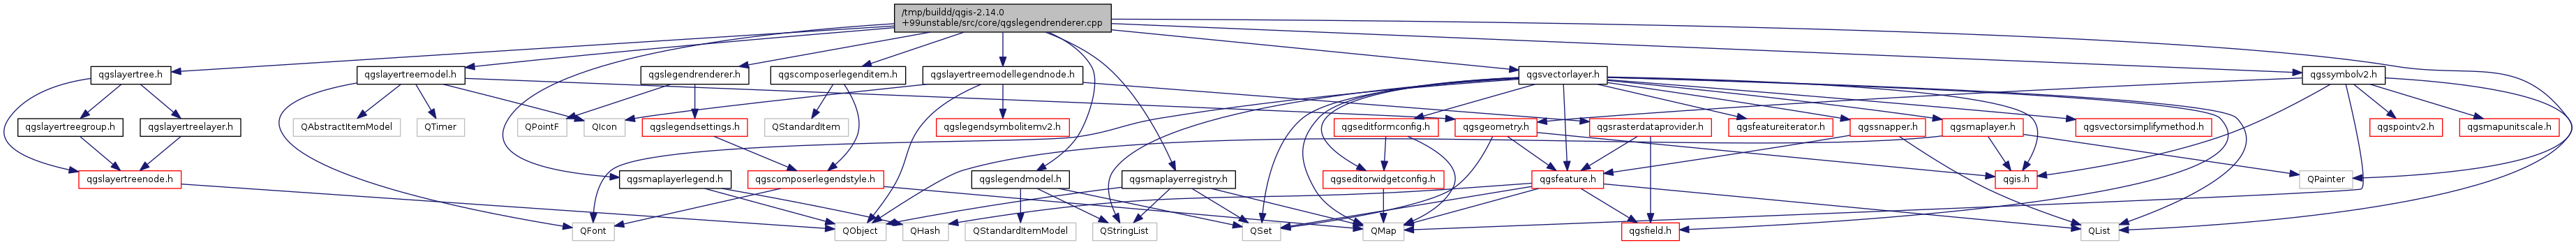 /tmp/buildd/qgis-2.14.0
+99unstable/src/core/qgslegendrenderer.cpp
qgslayertree.h
qgslayertreemodel.h
qgslegendrenderer.h
qgscomposerlegenditem.h
qgslayertreemodellegendnode.h
qgsvectorlayer.h
qgssymbolv2.h
qgslayertreegroup.h
qgslayertreelayer.h
QAbstractItemModel
QTimer
QPointF
QIcon
qgslegendsettings.h
QStandardItem
qgslegendsymbolitemv2.h
qgseditformconfig.h
qgsgeometry.h
qgsrasterdataprovider.h
qgsfeatureiterator.h
qgssnapper.h
qgsmaplayer.h
qgsvectorsimplifymethod.h
qgspointv2.h
qgsmapunitscale.h
qgslayertreenode.h
qgsmaplayerlegend.h
qgscomposerlegendstyle.h
qgslegendmodel.h
qgsmaplayerregistry.h
qgseditorwidgetconfig.h
qgsfeature.h
qgis.h
QPainter
QFont
QObject
QHash
QStandardItemModel
QStringList
QSet
QMap
qgsfield.h
QList